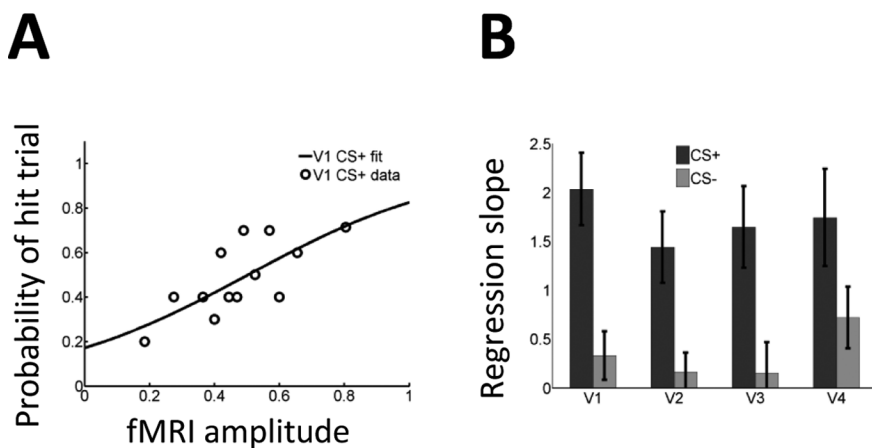 A
Probability of hit trial
1
0.8
0.6
0.4
0.2
0
0 0.2 0.4 0.6 0.8 1
fMRI amplitude
V1 CS+ fit
V1 CS+ data
B
Regression slope
2.5
2
1.5
1
0.5
0
V1 V2 V3 V4
CS+
CS-